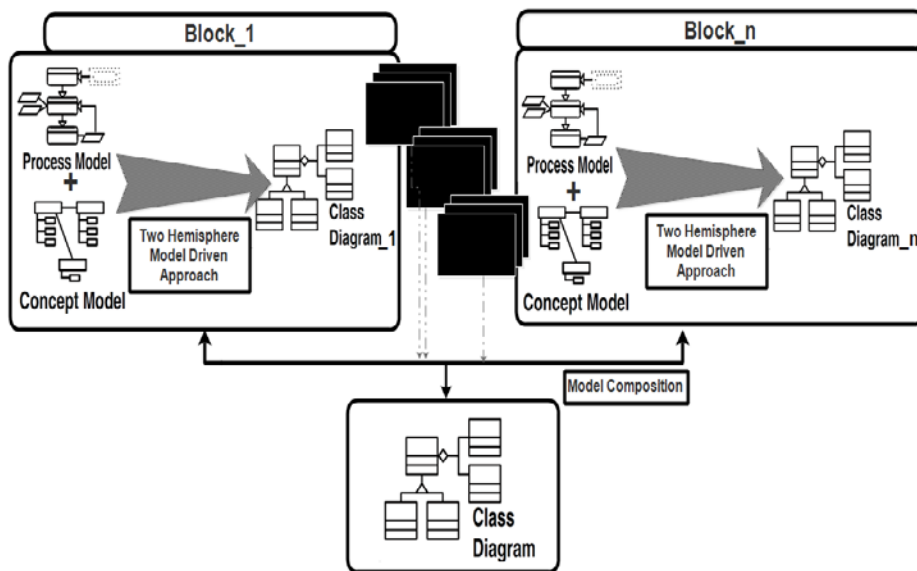 Block_1
Process Model
+
Concept Model
Two Hemisphere
Model Driven
Approach
Class
Diagram_1
Block_n
Process Model
+
Concept Model
Two Hemisphere
Model Driven
Approach
Class
Diagram_n
Model Composition
Class
Diagram